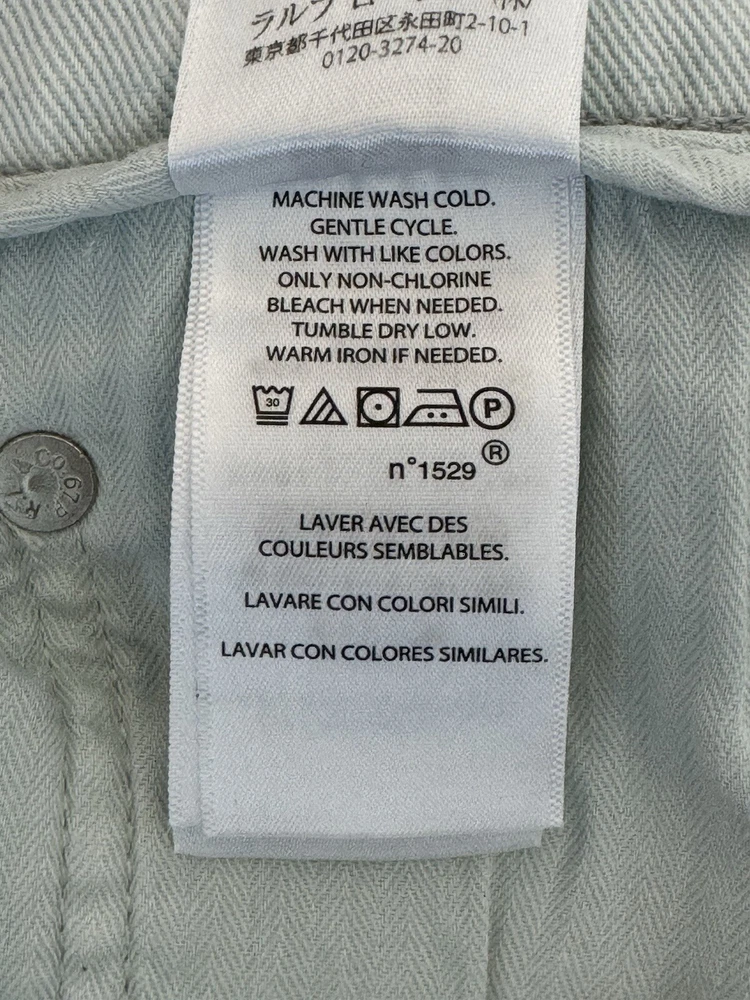 東京都千代田区永田町2-10-1
0120-3274-20
MACHINE WASH COLD.
GENTLE CYCLE.
WASH WITH LIKE COLORS.
ONLY NON-CHLORINE
BLEACH WHEN NEEDED.
TUMBLE DRY LOW.
WARM IRON IF NEEDED.
30 P
n°1529 ®
LAVER AVEC DES
COULEURS SEMBLABLES.
LAVARE CON COLORI SIMILI.
LAVAR CON COLORES SIMILARES.